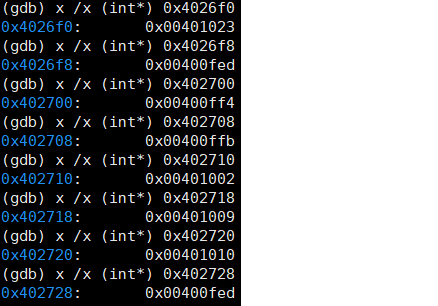 (gdb) x /x (int*) 0x4026f0
0x4026f0: 0x00401023
(gdb) x /x (int*) 0x4026f8
0x4026f8: 0x00400fed
(gdb) x /x (int*) 0x402700
0x402700: 0x00400ff4
(gdb) x /x (int*) 0x402708
0x402708: 0x00400ffb
(gdb) x /x (int*) 0x402710
0x402710: 0x00401002
(gdb) x /x (int*) 0x402718
0x402718: 0x00401009
(gdb) x /x (int*) 0x402720
0x402720: 0x00401010
(gdb) x /x (int*) 0x402728
0x402728: 0x00400fed